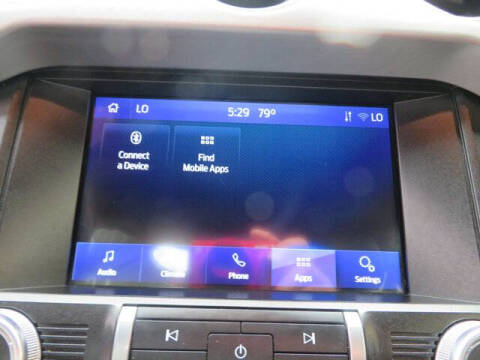 LO 5:29 79° LO
Connect
a Device
Find
Mobile Apps
Audio Climate Phone Apps Settings